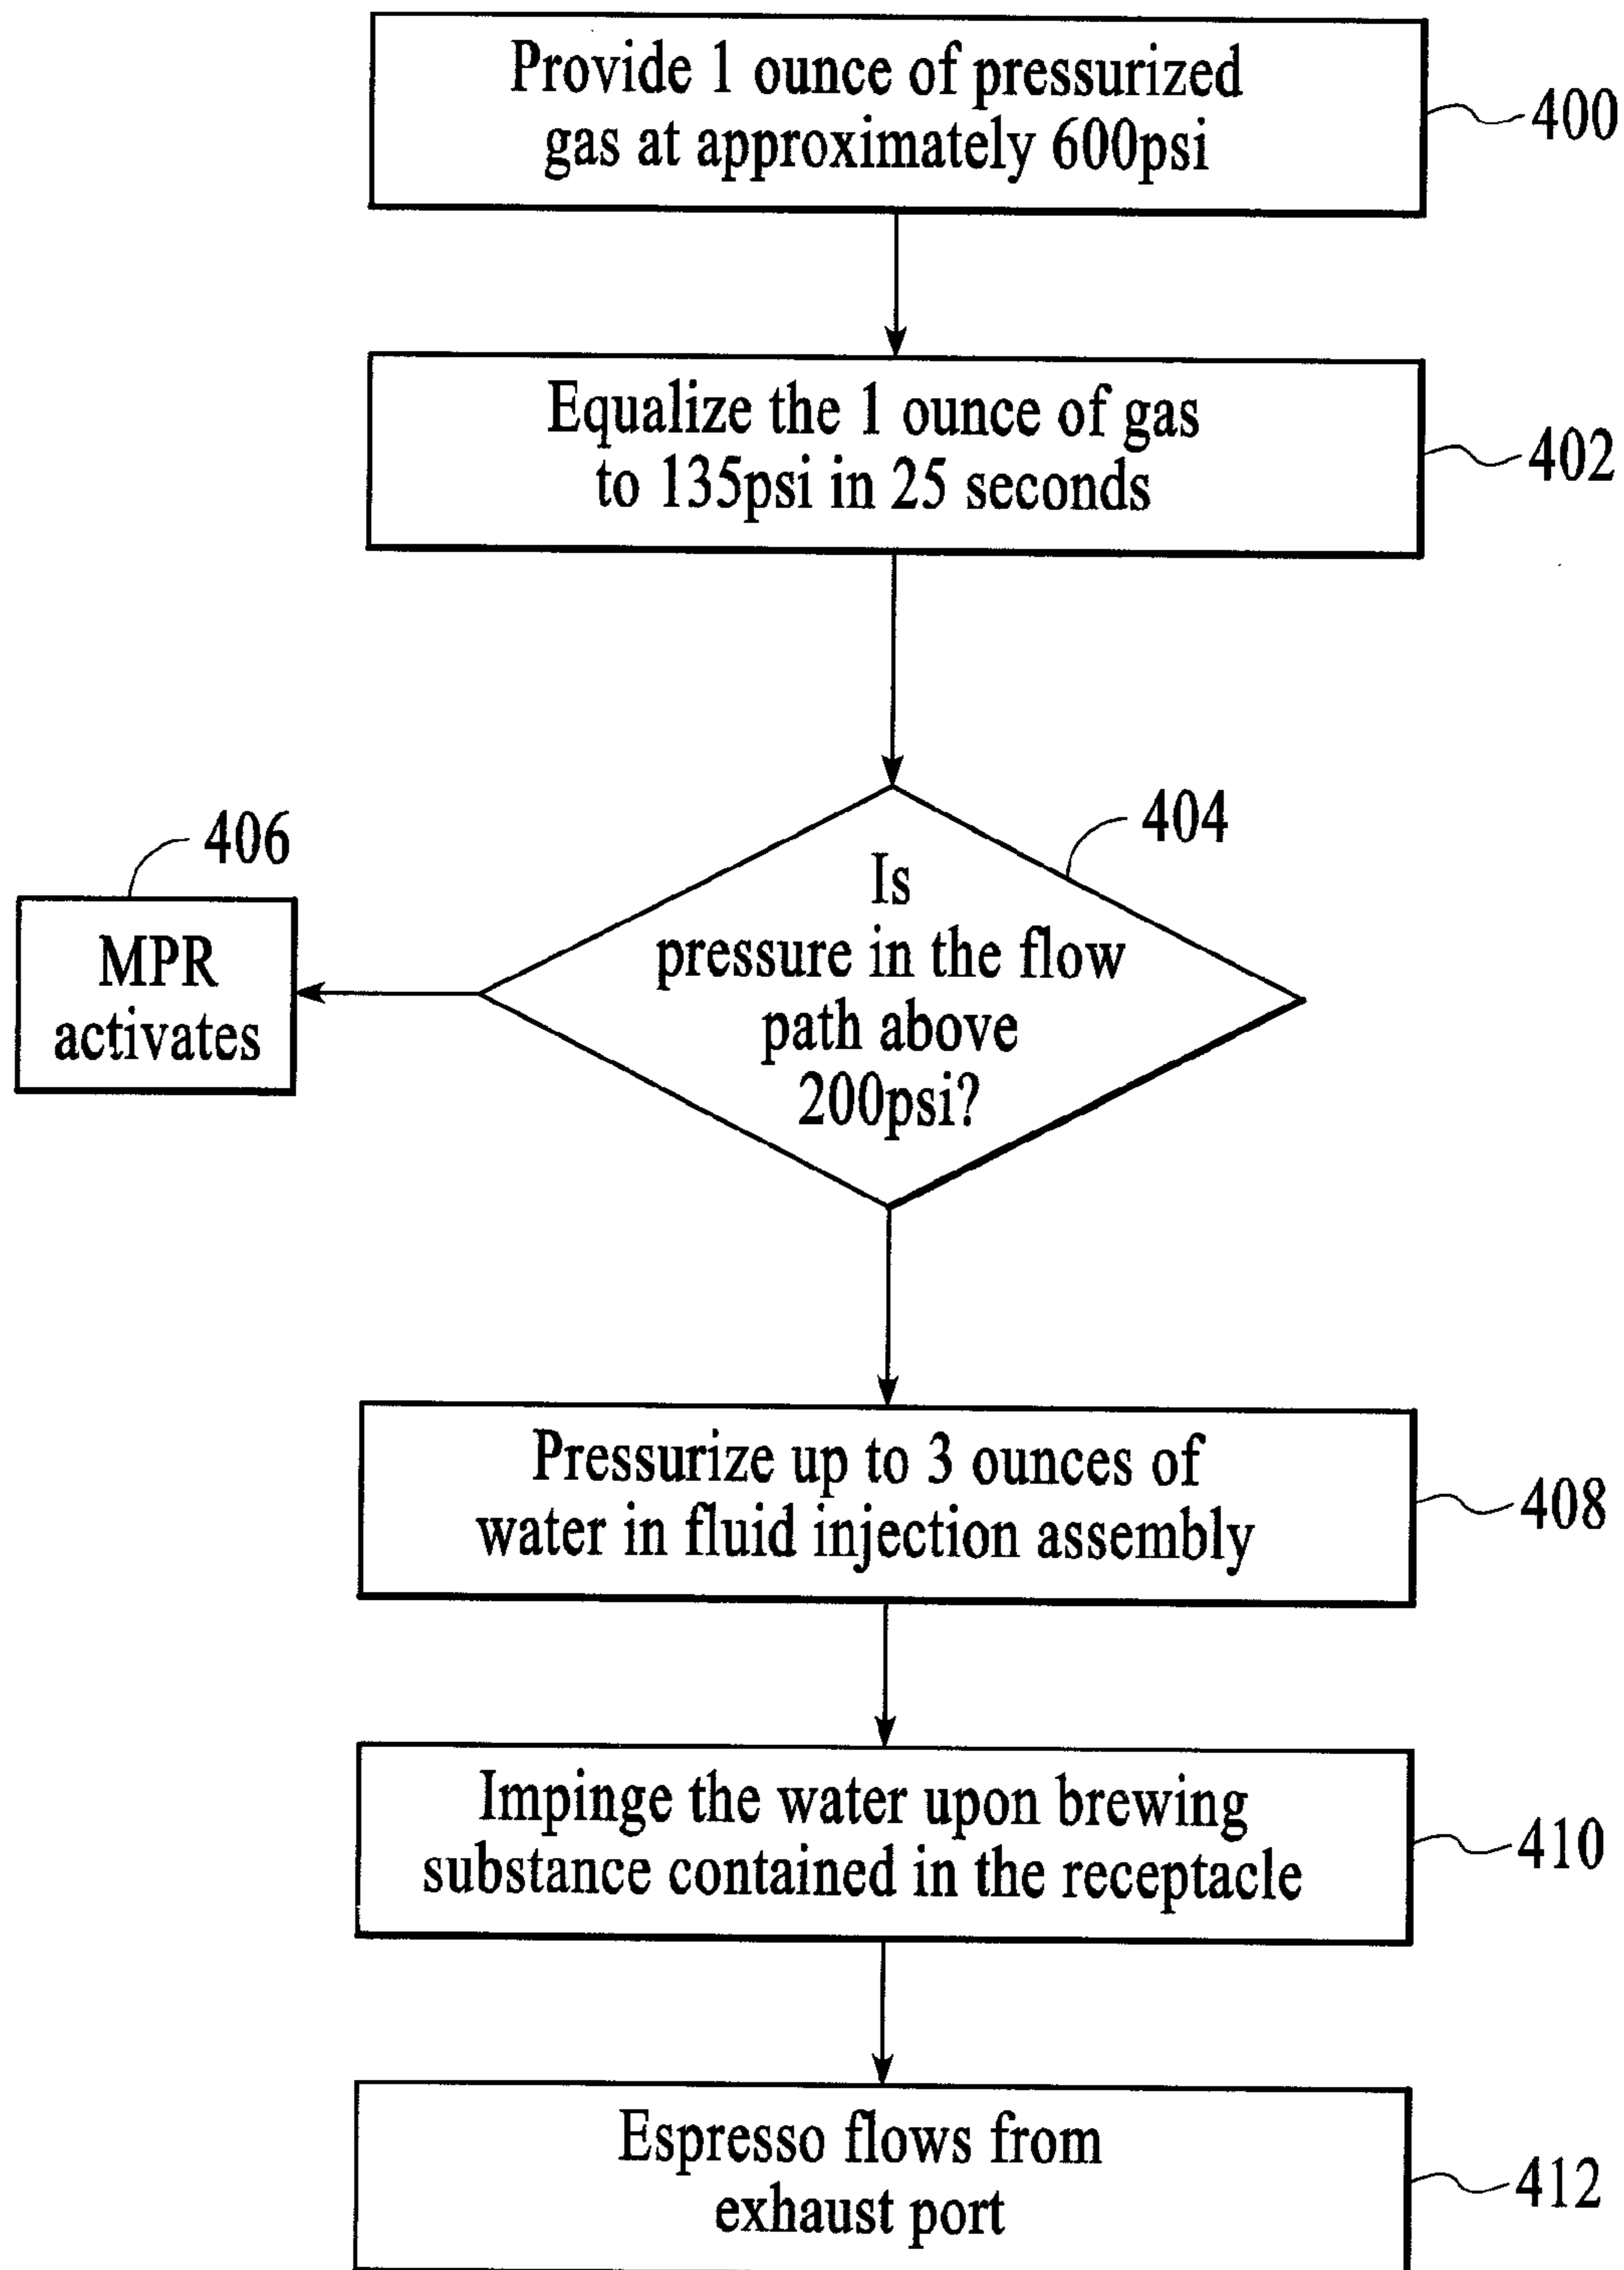 Provide 1 ounce of pressurized
gas at approximately 600psi
400
Equalize the 1 ounce of gas
to 135psi in 25 seconds
402
404
Is
pressure in the flow
path above
200psi?
406
MPR
activates
Pressurize up to 3 ounces of
water in fluid injection assembly
408
Impinge the water upon brewing
substance contained in the receptacle
410
Espresso flows from
exhaust port
412